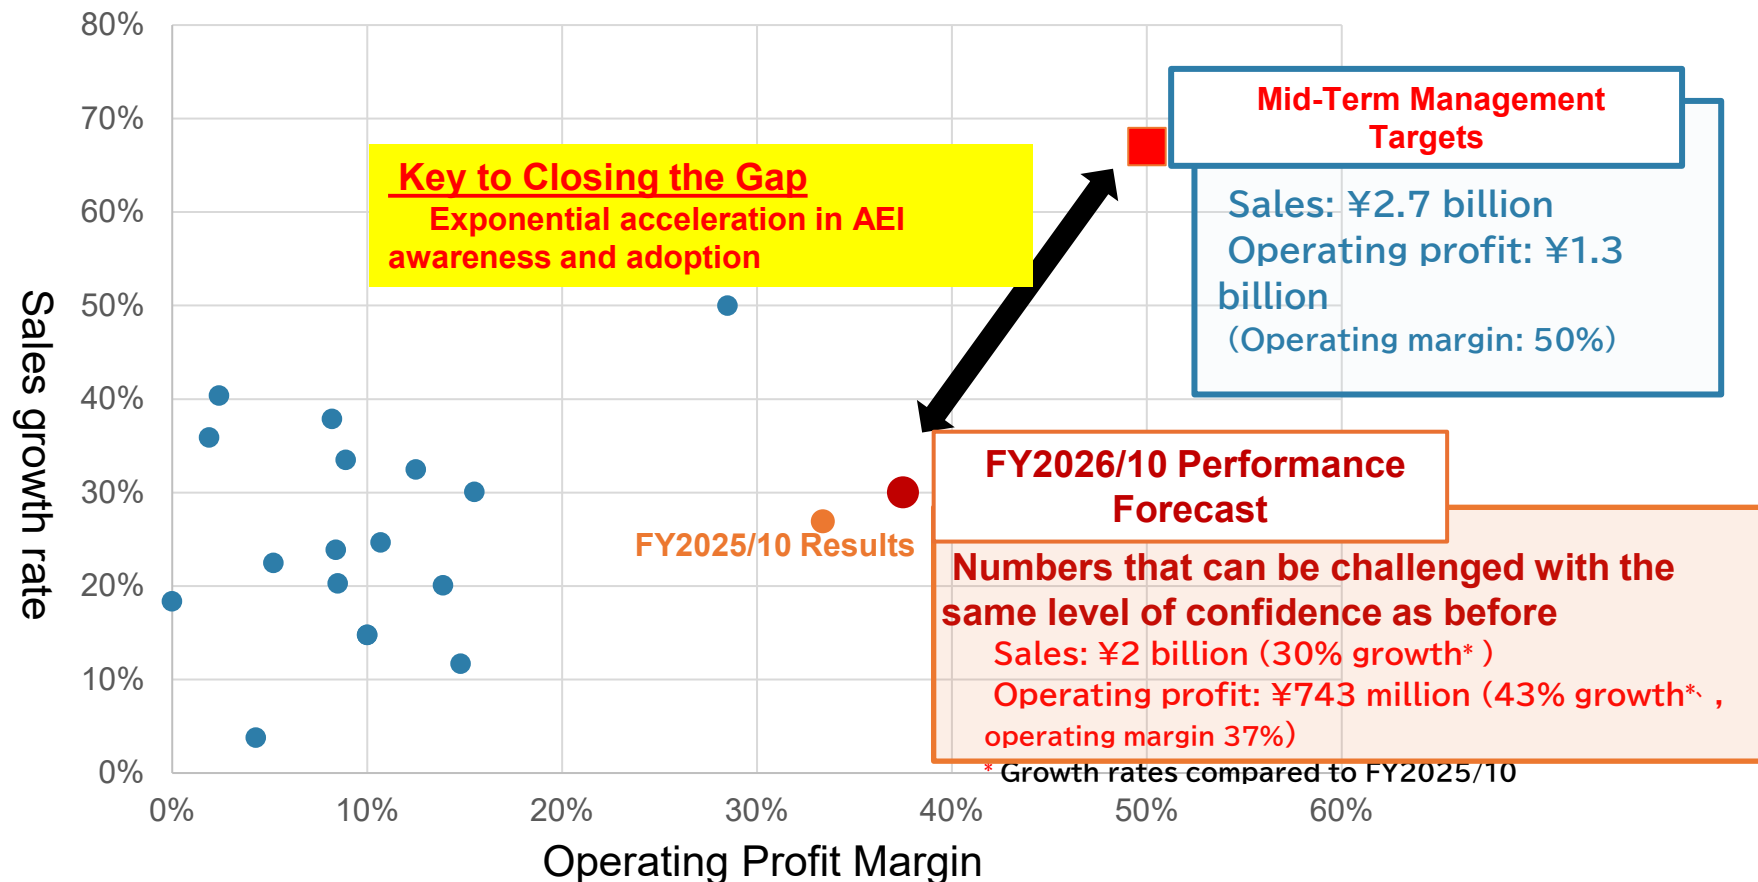 80%
70%
60%
50%
40%
30%
20%
10%
0%
0%
10%
20%
30%
40%
50%
60%
Sales growth rate
Operating Profit Margin
Key to Closing the Gap
Exponential acceleration in AEI
awareness and adoption
Mid-Term Management
Targets
Sales: ¥2.7 billion
Operating profit: ¥1.3
billion
(Operating margin: 50%)
FY2025/10 Results
FY2026/10 Performance
Forecast
Numbers that can be challenged with the
same level of confidence as before
Sales: ¥2 billion (30% growth* )
Operating profit: ¥743 million (43% growth*、,
operating margin 37%)
* Growth rates compared to FY2025/10